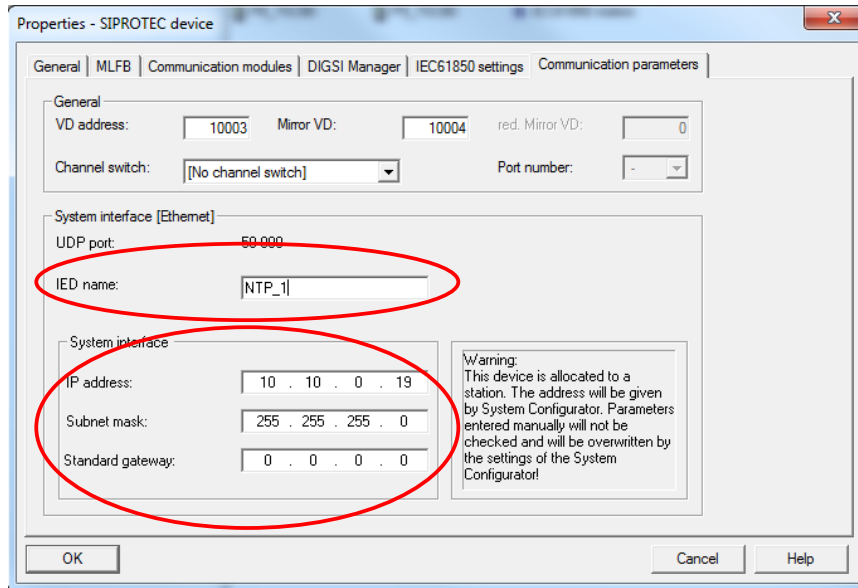 Properties - SIPROTEC device
General MLFB Communication modules DIGSI Manager IEC61850 settings Communication parameters
General
VD address: 10003 Mirror VD: 10004 red. Mirror VD: 0
Channel switch: [No channel switch] Port number: -
System interface [Ethernet]
UDP port: 50 000
IED name: NTP_1
System interface
IP address: 10 . 10 . 0 . 19
Subnet mask: 255 . 255 . 255 . 0
Standard gateway: 0 . 0 . 0 . 0
Warning:
This device is allocated to a
station. The address will be given
by System Configurator. Parameters
entered manually will not be
checked and will be overwritten by
the settings of the System
Configurator!
OK Cancel Help